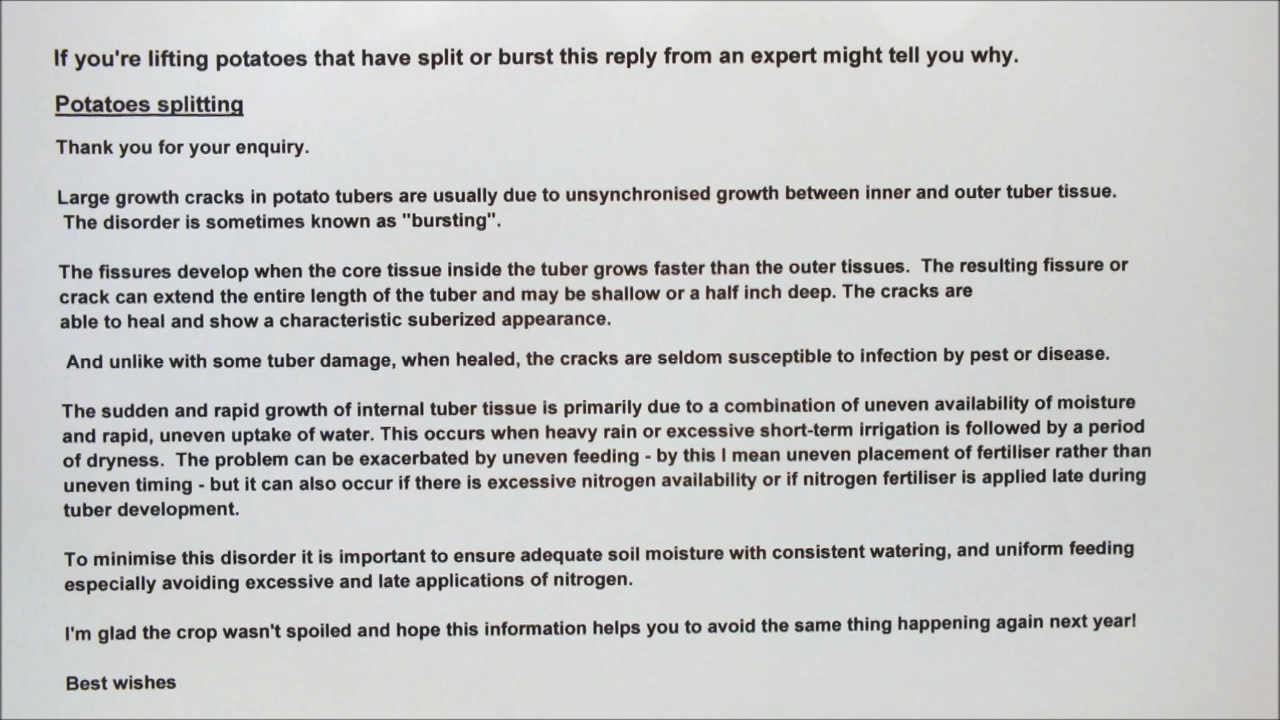 If you're lifting potatoes that have split or burst this reply from an expert might tell you why.
Potatoes splitting
Thank you for your enquiry.
Large growth cracks in potato tubers are usually due to unsynchronised growth between inner and outer tuber tissue.
The disorder is sometimes known as "bursting".
The fissures develop when the core tissue inside the tuber grows faster than the outer tissues. The resulting fissure or
crack can extend the entire length of the tuber and may be shallow or a half inch deep. The cracks are
able to heal and show a characteristic suberized appearance.
And unlike with some tuber damage, when healed, the cracks are seldom susceptible to infection by pest or disease.
The sudden and rapid growth of internal tuber tissue is primarily due to a combination of uneven availability of moisture
and rapid, uneven uptake of water. This occurs when heavy rain or excessive short-term irrigation is followed by a period
of dryness. The problem can be exacerbated by uneven feeding - by this I mean uneven placement of fertiliser rather than
uneven timing - but it can also occur if there is excessive nitrogen availability or if nitrogen fertiliser is applied late during
tuber development.
To minimise this disorder it is important to ensure adequate soil moisture with consistent watering, and uniform feeding
especially avoiding excessive and late applications of nitrogen.
I'm glad the crop wasn't spoiled and hope this information helps you to avoid the same thing happening again next year!
Best wishes